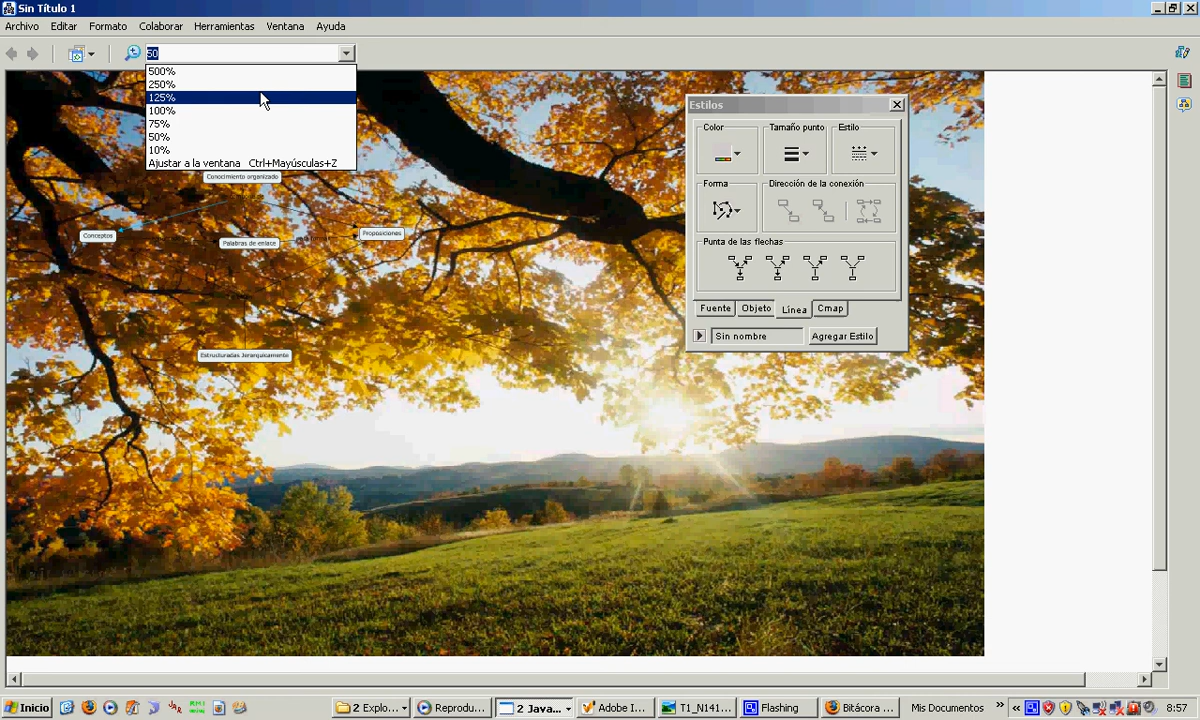 Sin Título 1
Archivo Editar Formato Colaborar Herramientas Ventana Ayuda
50
500%
250%
125%
100%
75%
50%
10%
Ajustar a la ventana Ctrl+Mayúsculas+Z
Conocimiento organizado
Conceptos
Palabras de enlace
Proposiciones
Estructuradas Jerarquicamente
Estilos
Color Tamaño punto Estilo
Forma Dirección de la conexión
Punta de las flechas
Fuente Objeto Línea Cmap
Sin nombre Agregar Estilo
Inicio 2 Explo... Reprodu... 2 Java... Adobe I... T1_N141... Flashing Bitácora ... Mis Documentos » « 8:57